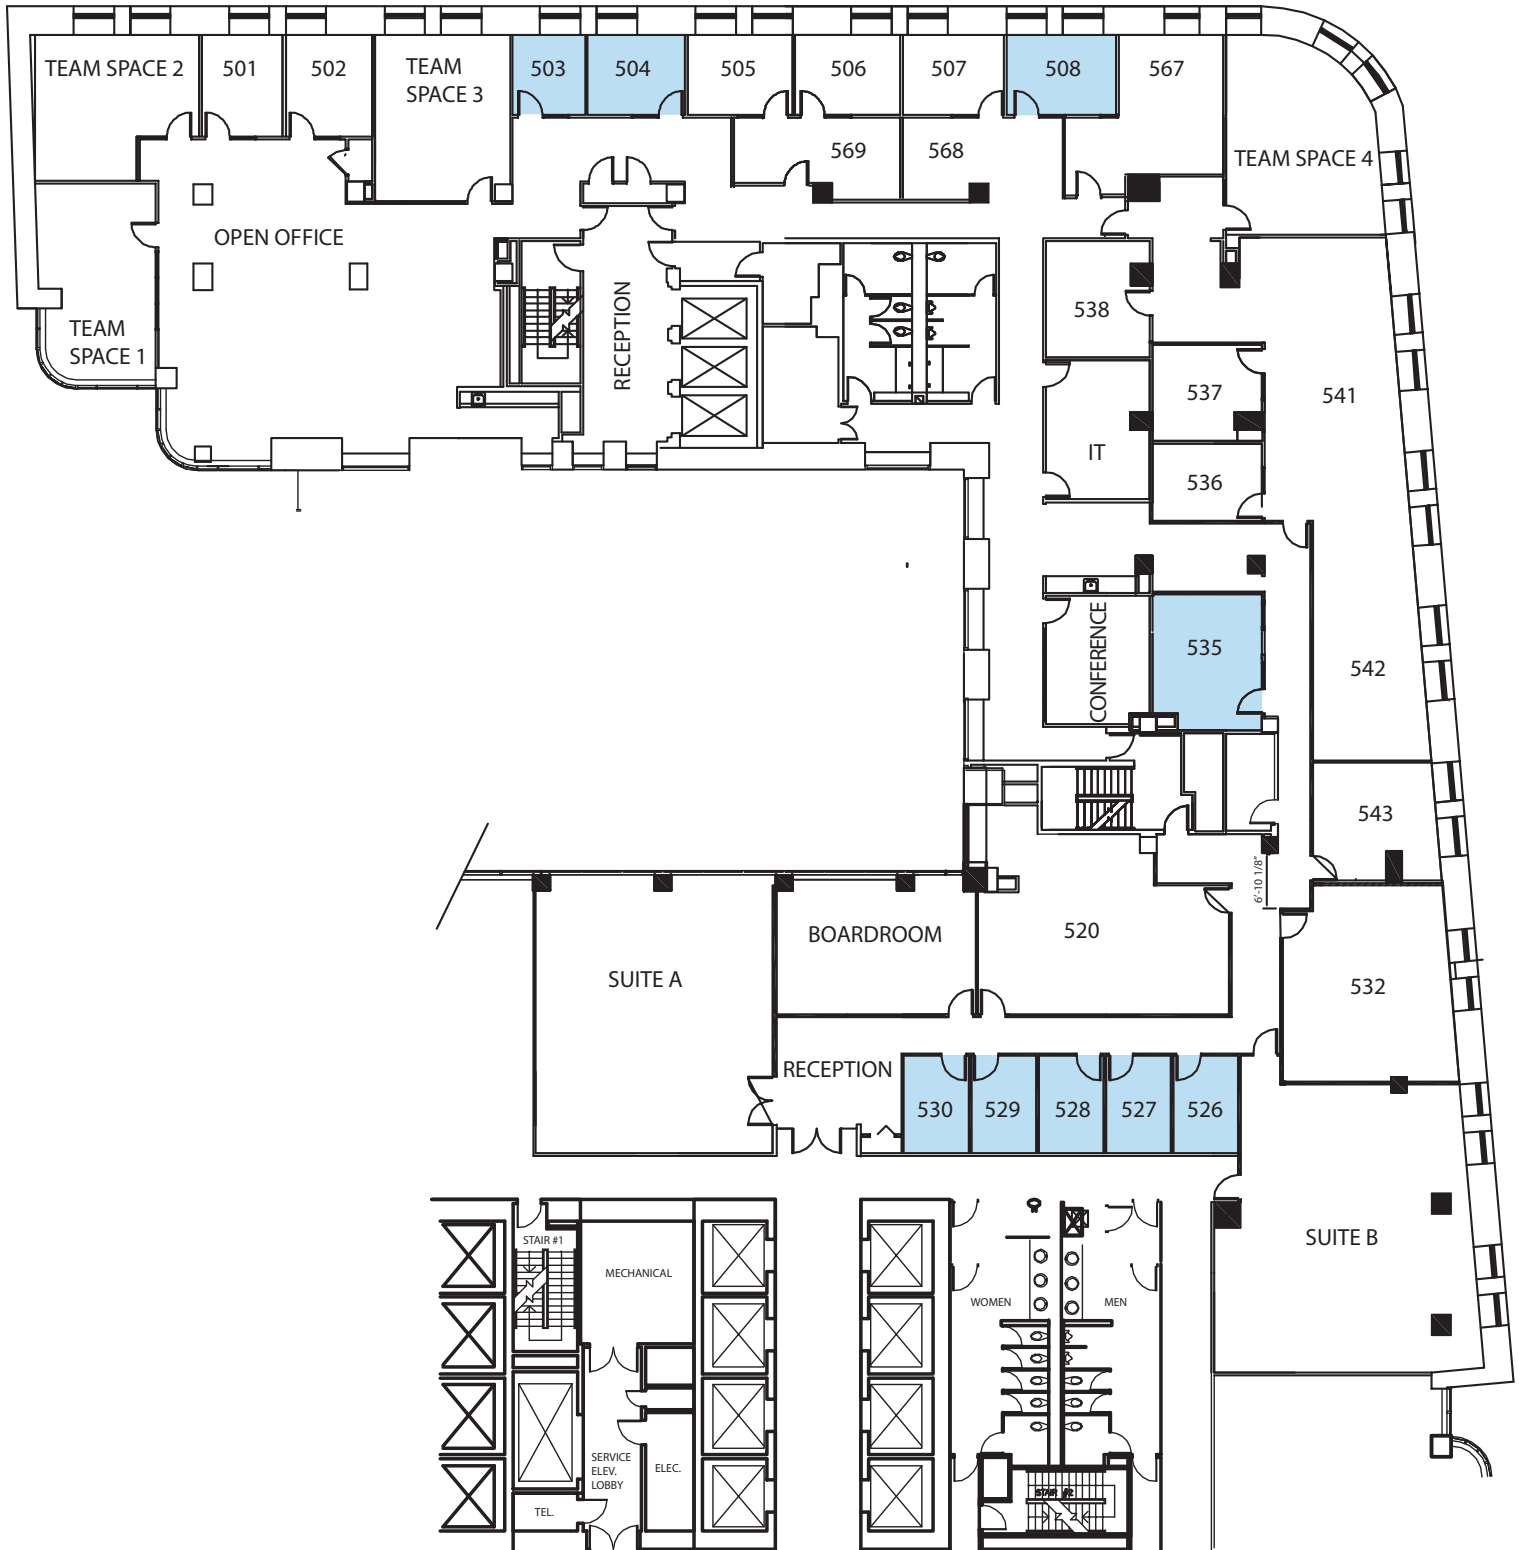 TEAM SPACE 2
501
502
TEAM
SPACE 3
503
504
505
506
507
508
567
569
568
TEAM SPACE 4
OPEN OFFICE
TEAM
SPACE 1
RECEPTION
538
537
541
IT
536
CONFERENCE
535
542
543
6'-10 1/8"
BOARDROOM
520
SUITE A
532
RECEPTION
530
529
528
527
526
STAIR #1
MECHANICAL
SUITE B
WOMEN
MEN
SERVICE
ELEV.
LOBBY
ELEC.
TEL.
STAIR #2